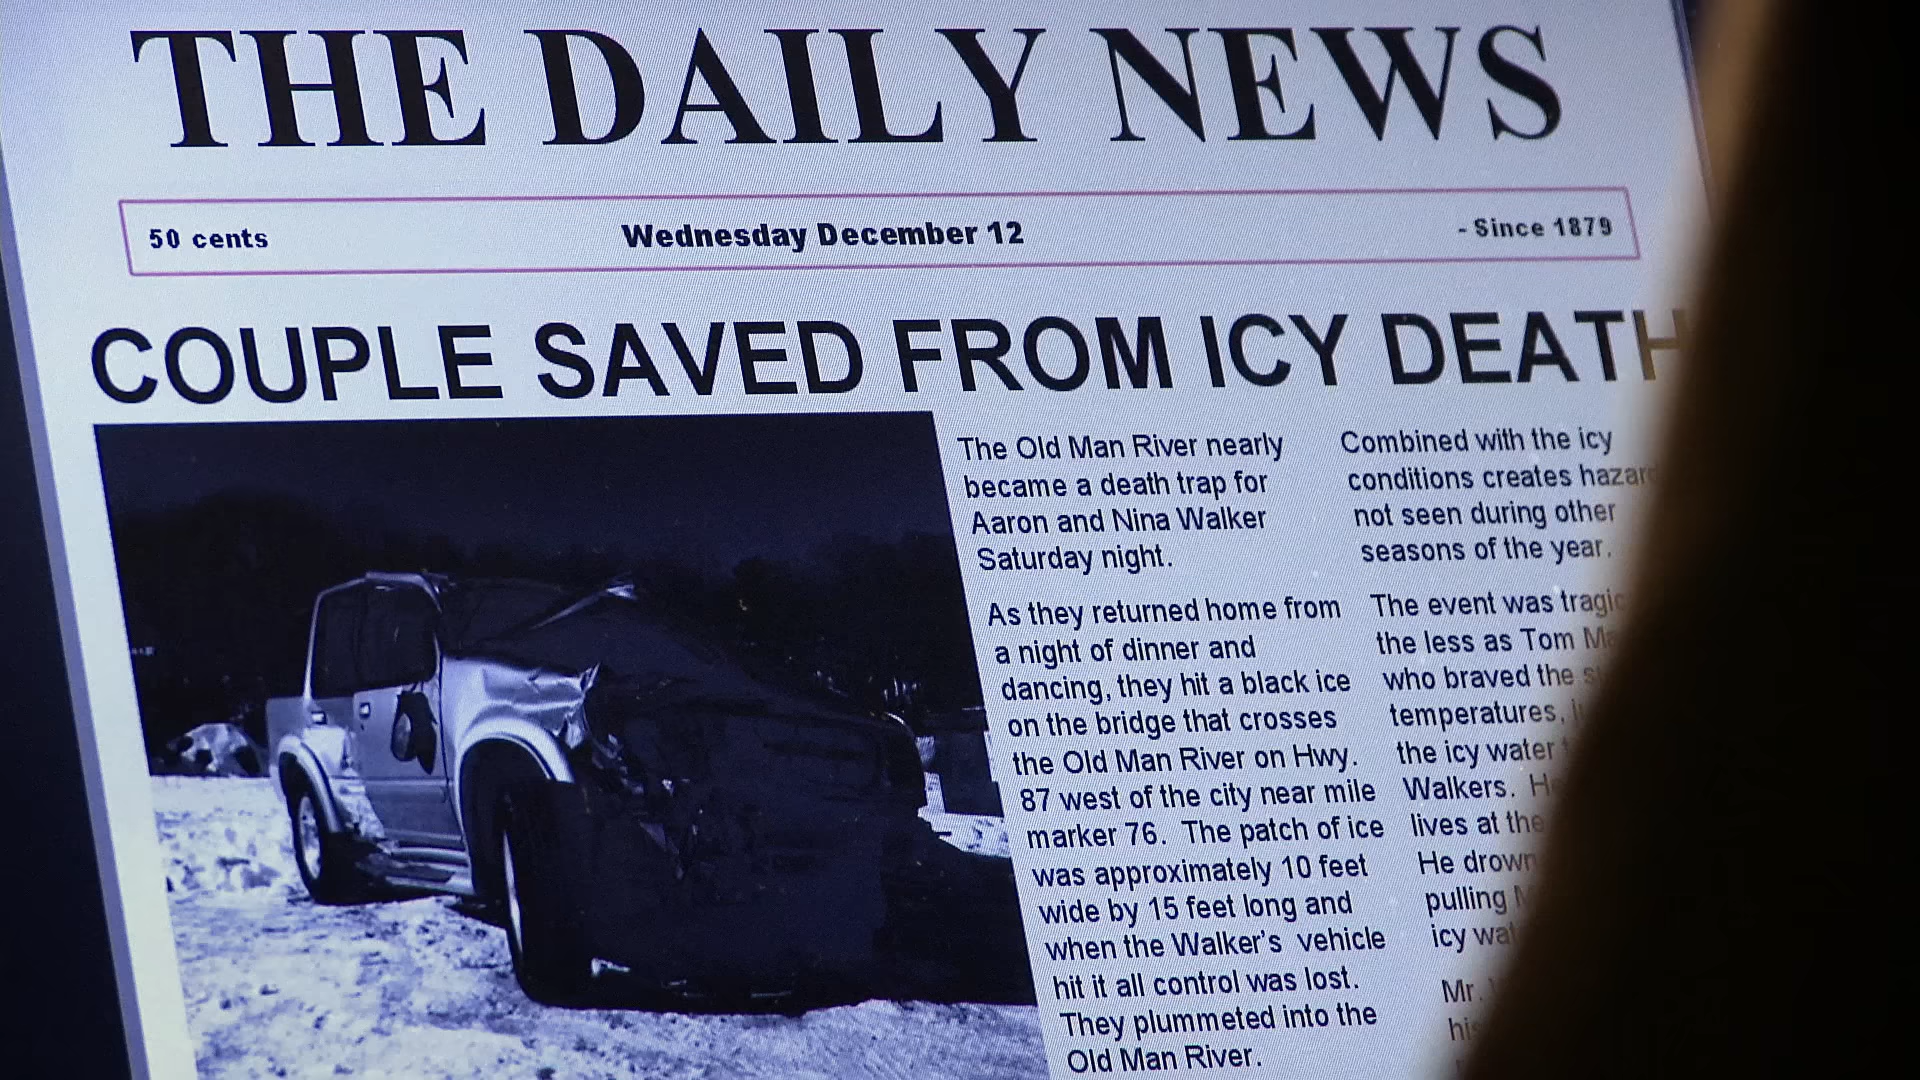 THE DAILY NEWS
50 cents
Wednesday December 12
- Since 1879
COUPLE SAVED FROM ICY DEATH
The Old Man River nearly
became a death trap for
Aaron and Nina Walker
Saturday night.
As they returned home from
a night of dinner and
dancing, they hit a black ice
on the bridge that crosses
the Old Man River on Hwy.
87 west of the city near mile
marker 76. The patch of ice
was approximately 10 feet
wide by 15 feet long and
when the Walker's vehicle
hit it all control was lost.
They plummeted into the
Old Man River.
Combined with the icy
conditions creates
not seen during other
seasons of the year.
The event was tragic
the less as Tom
who braved the
temperatures,
the icy water
Walkers.
lives at the
He
pulling
icy
Mr.